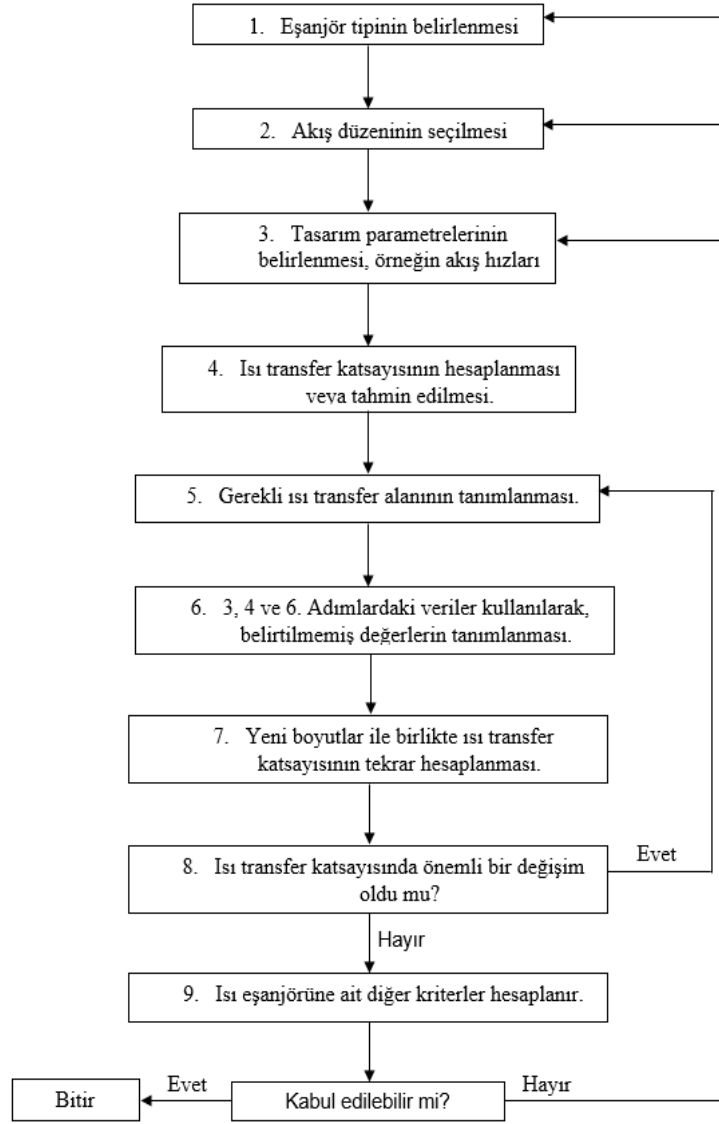 1. Eşanjör tipinin belirlenmesi
2. Akış düzeninin seçilmesi
3. Tasarım parametrelerinin
belirlenmesi, örneğin akış hızları
4. Isı transfer katsayısının hesaplanması
veya tahmin edilmesi.
5. Gerekli ısı transfer alanının tanımlanması.
6. 3, 4 ve 6. Adımlardaki veriler kullanılarak,
belirtilmemiş değerlerin tanımlanması.
7. Yeni boyutlar ile birlikte ısı transfer
katsayısının tekrar hesaplanması.
8. Isı transfer katsayısında önemli bir değişim
oldu mu?
Evet
Hayır
9. Isı eşanjörüne ait diğer kriterler hesaplanır.
Bitir
Evet
Kabul edilebilir mi?
Hayır